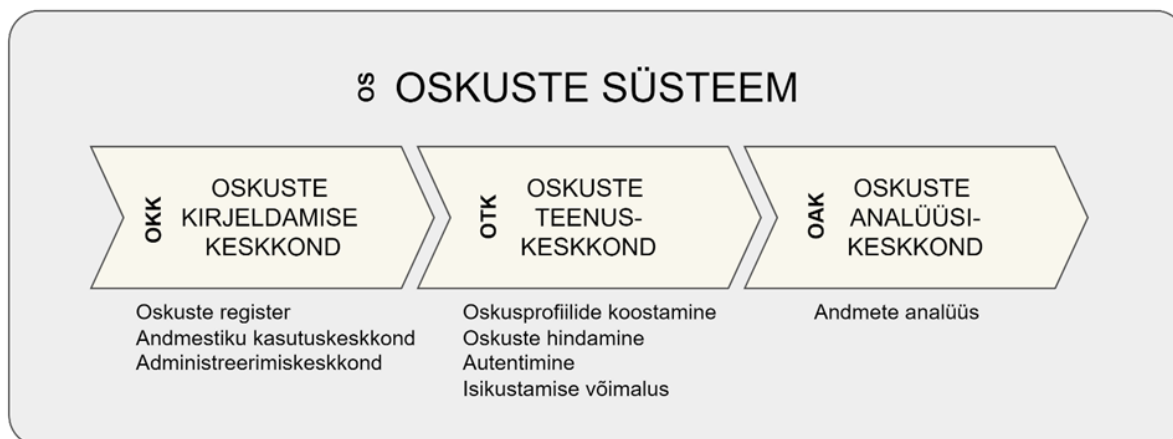 OS OSKUSTE SÜSTEEM
OKK
OSKUSTE
KIRJELDAMISE
KESKKOND
Oskuste register
Andmestiku kasutuskeskkond
Administreerimiskeskkond
OTK
OSKUSTE
TEENUS-
KESKKOND
Oskusprofiilide koostamine
Oskuste hindamine
Autentimine
Isikustamise võimalus
OAK
OSKUSTE
ANALÜÜSI-
KESKKOND
Andmete analüüs